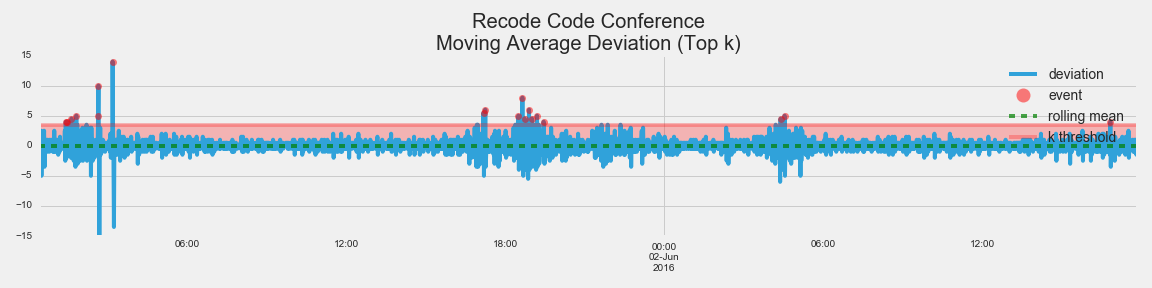 Recode Code Conference
Moving Average Deviation (Top k)
15
10
5
0
−5
−10
−15
deviation
event
rolling mean
k threshold
06:00
12:00
18:00
00:00
02-Jun
2016
06:00
12:00